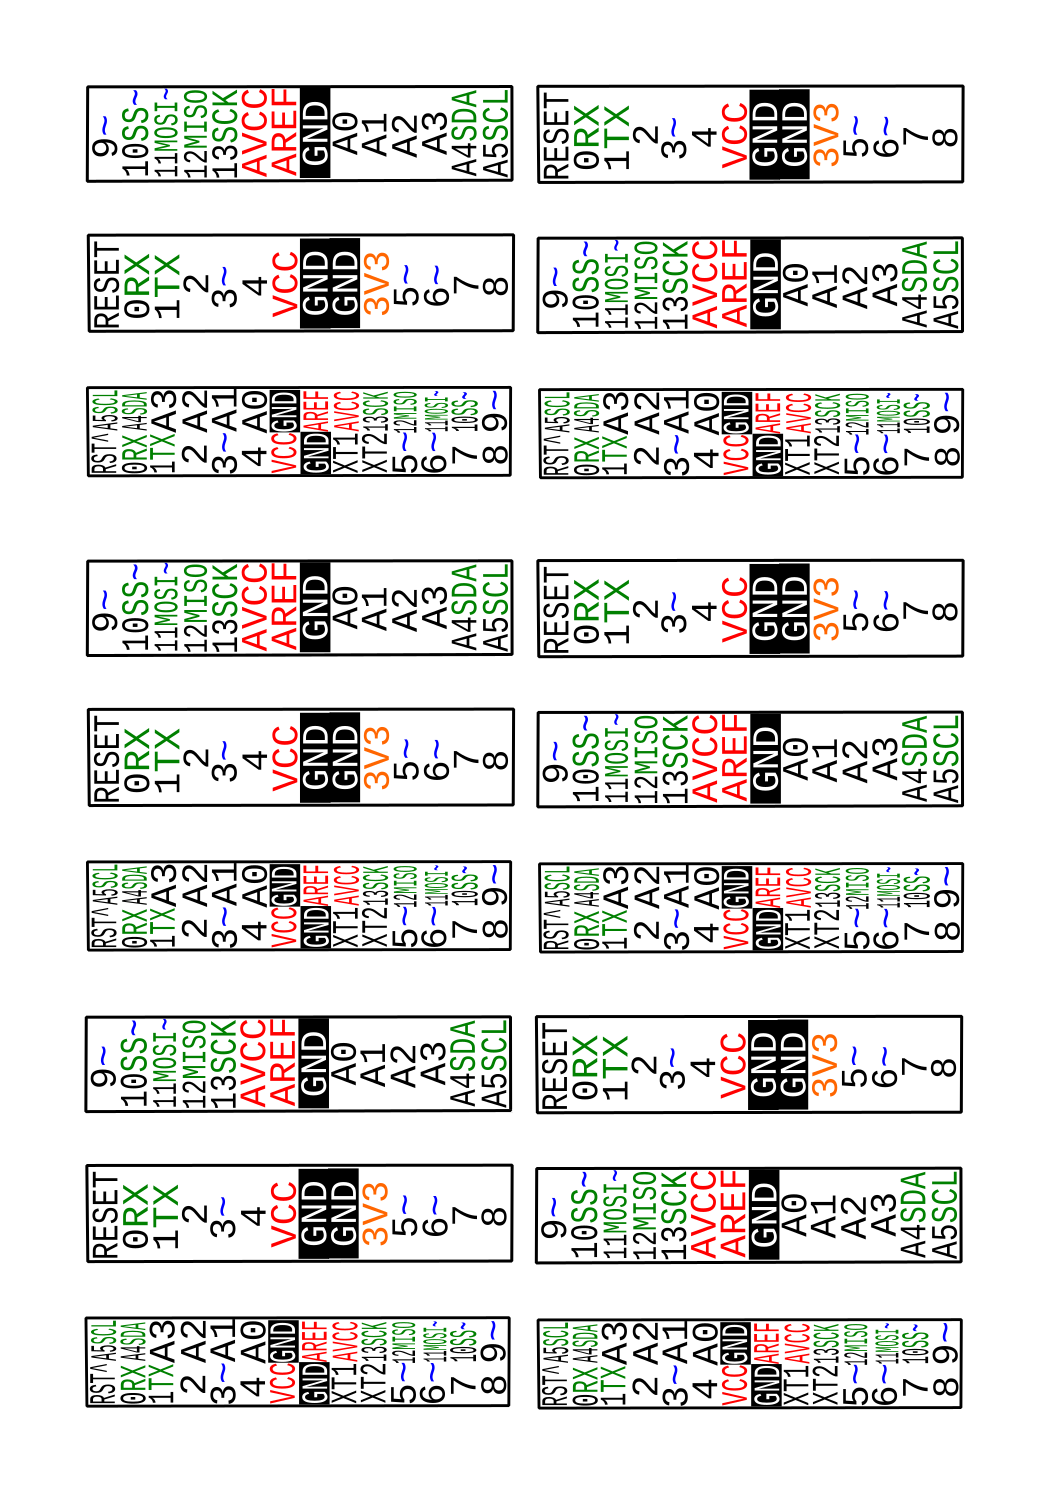 9~ 10SS~ 11MOSI~ 12MISO 13SCK AVCC AREF GND A0 A1 A2 A3 A4SDA A5SCL
RESET 0RX 1TX 2 3~ 4 VCC GND GND 3V3 5~ 6~ 7 8
RESET 0RX 1TX 2 3~ 4 VCC GND GND 3V3 5~ 6~ 7 8
9~ 10SS~ 11MOSI~ 12MISO 13SCK AVCC AREF GND A0 A1 A2 A3 A4SDA A5SCL
RST^ A5SCL 0RX A4SDA 1TX A3 2 A2 3~ A1 4 A0 VCC GND GND AREF XT1 AVCC XT2 13SCK 5~ 12MISO 6~ 11MOSI~ 7 10SS~ 8 9~
RST^ A5SCL 0RX A4SDA 1TX A3 2 A2 3~ A1 4 A0 VCC GND GND AREF XT1 AVCC XT2 13SCK 5~ 12MISO 6~ 11MOSI~ 7 10SS~ 8 9~
9~ 10SS~ 11MOSI~ 12MISO 13SCK AVCC AREF GND A0 A1 A2 A3 A4SDA A5SCL
RESET 0RX 1TX 2 3~ 4 VCC GND GND 3V3 5~ 6~ 7 8
RESET 0RX 1TX 2 3~ 4 VCC GND GND 3V3 5~ 6~ 7 8
9~ 10SS~ 11MOSI~ 12MISO 13SCK AVCC AREF GND A0 A1 A2 A3 A4SDA A5SCL
RST^ A5SCL 0RX A4SDA 1TX A3 2 A2 3~ A1 4 A0 VCC GND GND AREF XT1 AVCC XT2 13SCK 5~ 12MISO 6~ 11MOSI~ 7 10SS~ 8 9~
RST^ A5SCL 0RX A4SDA 1TX A3 2 A2 3~ A1 4 A0 VCC GND GND AREF XT1 AVCC XT2 13SCK 5~ 12MISO 6~ 11MOSI~ 7 10SS~ 8 9~
9~ 10SS~ 11MOSI~ 12MISO 13SCK AVCC AREF GND A0 A1 A2 A3 A4SDA A5SCL
RESET 0RX 1TX 2 3~ 4 VCC GND GND 3V3 5~ 6~ 7 8
RESET 0RX 1TX 2 3~ 4 VCC GND GND 3V3 5~ 6~ 7 8
9~ 10SS~ 11MOSI~ 12MISO 13SCK AVCC AREF GND A0 A1 A2 A3 A4SDA A5SCL
RST^ A5SCL 0RX A4SDA 1TX A3 2 A2 3~ A1 4 A0 VCC GND GND AREF XT1 AVCC XT2 13SCK 5~ 12MISO 6~ 11MOSI~ 7 10SS~ 8 9~
RST^ A5SCL 0RX A4SDA 1TX A3 2 A2 3~ A1 4 A0 VCC GND GND AREF XT1 AVCC XT2 13SCK 5~ 12MISO 6~ 11MOSI~ 7 10SS~ 8 9~